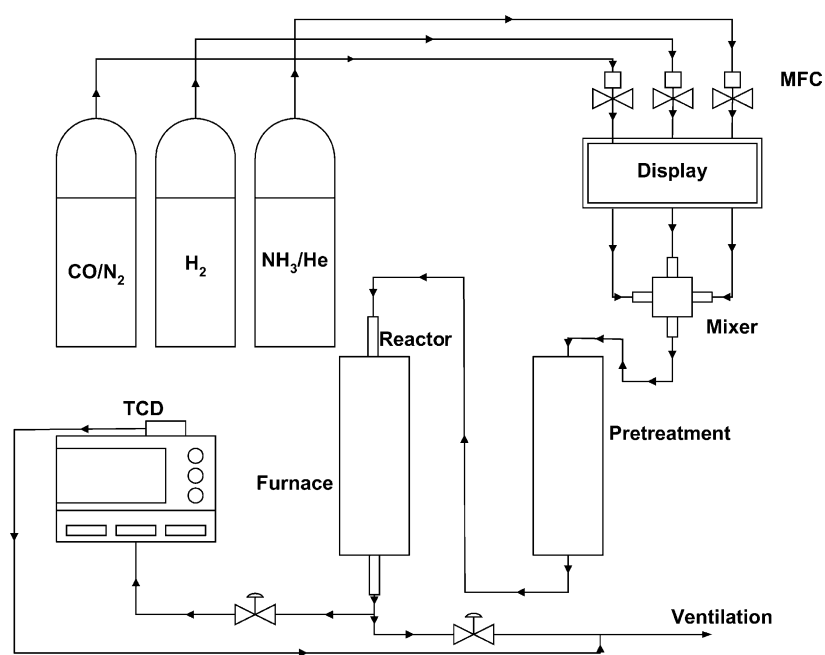 MFC
Display
CO/N₂
H₂
NH₃/He
Mixer
Reactor
TCD
Pretreatment
Furnace
Ventilation